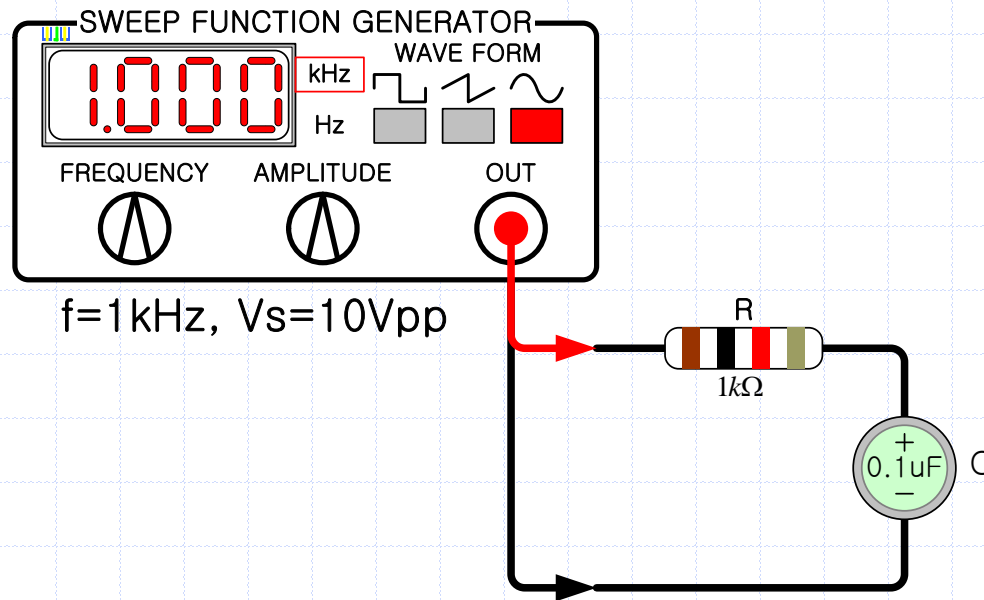 SWEEP FUNCTION GENERATOR
1.000
kHz
Hz
WAVE FORM
FREQUENCY
AMPLITUDE
OUT
f=1kHz, Vs=10Vpp
R
1kΩ
+
0.1uF
−